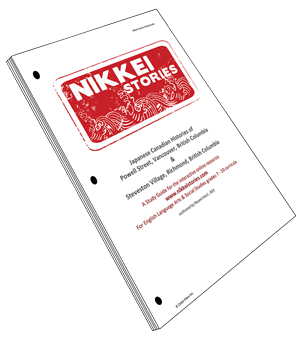 NIKKEI
STORIES
Japanese Canadian Histories of
Powell Street, Vancouver, British Columbia
&
Steveston Village, Richmond, British Columbia
A Study Guide for the interactive online resource:
www.nikkeistories.com
For English Language Arts & Social Studies grades 7 - 10 curricula